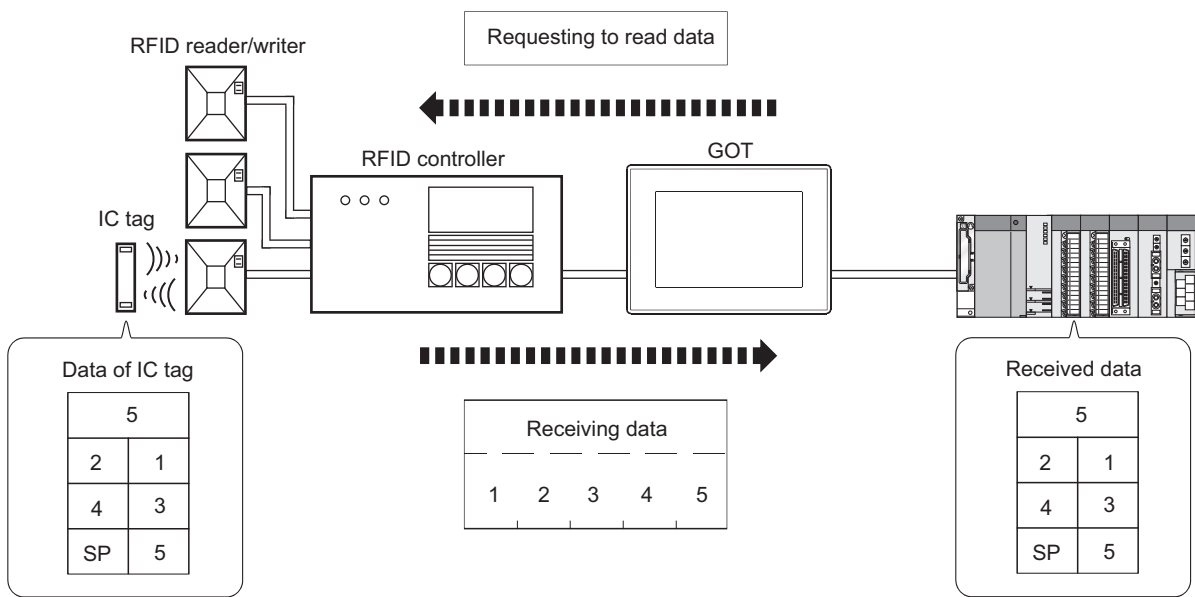 Requesting to read data
RFID reader/writer
RFID controller
GOT
IC tag
Data of IC tag
5
2 1
4 3
SP 5
Receiving data
1 2 3 4 5
Received data
5
2 1
4 3
SP 5